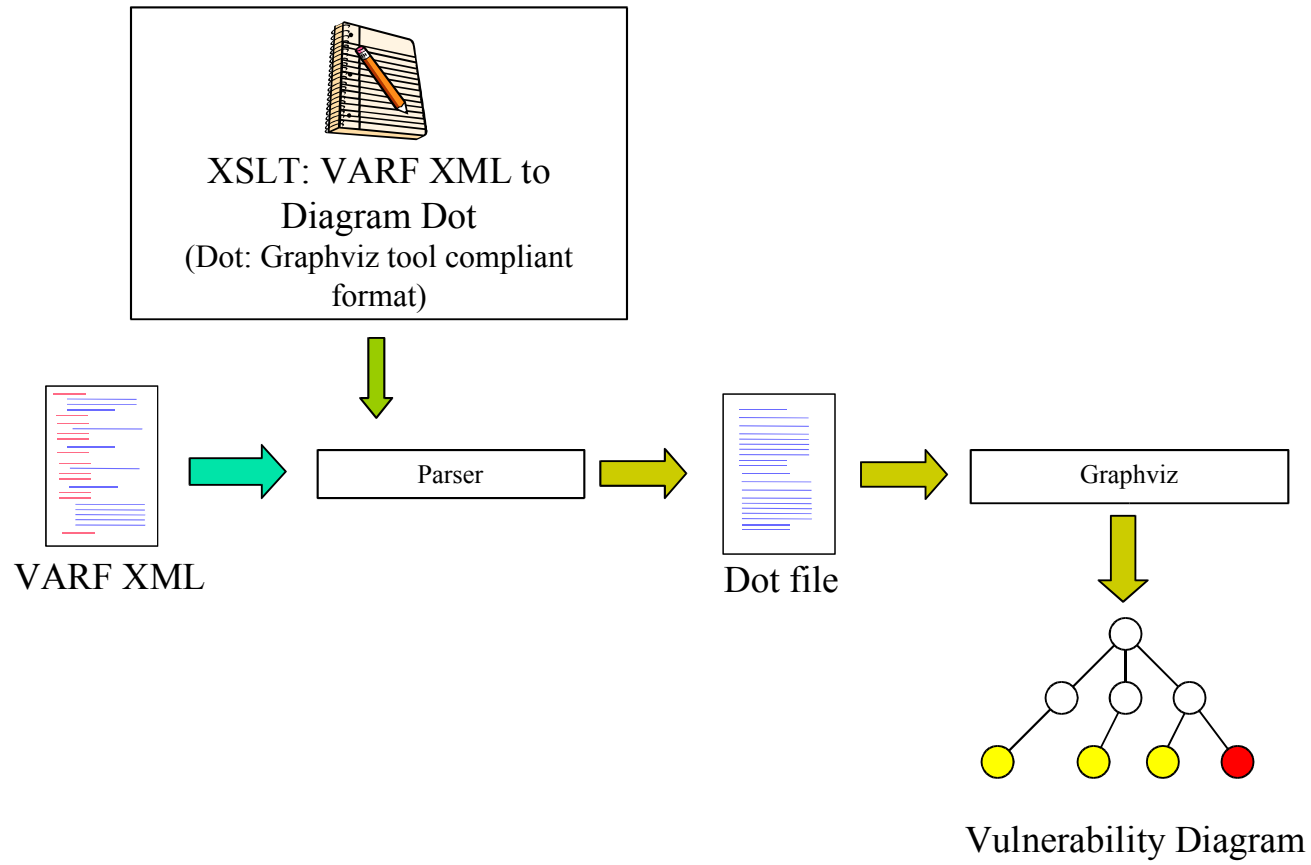 XSLT: VARF XML to
Diagram Dot
(Dot: Graphviz tool compliant
format)
Parser
Graphviz
VARF XML
Dot file
Vulnerability Diagram